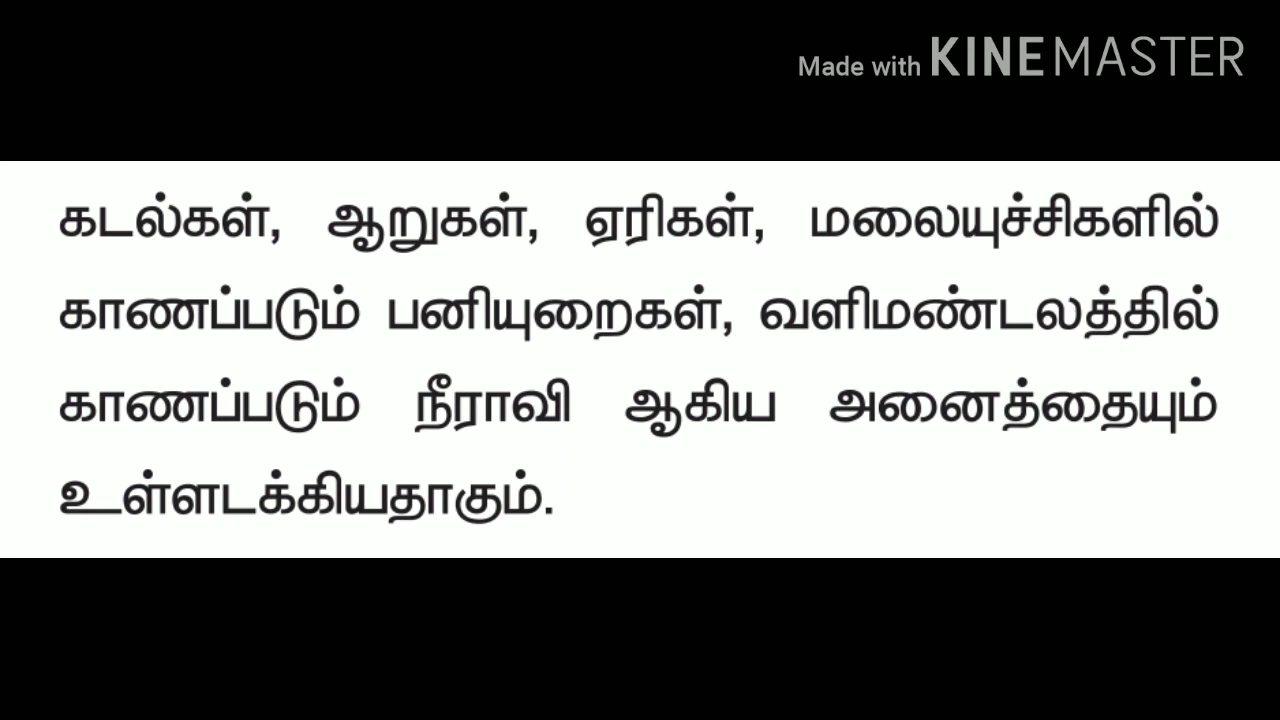 Made with KINEMASTER
கடல்கள், ஆறுகள், ஏரிகள், மலையுச்சிகளில்
காணப்படும் பனியுறைகள், வளிமண்டலத்தில்
காணப்படும் நீராவி ஆகிய அனைத்தையும்
உள்ளடக்கியதாகும்.